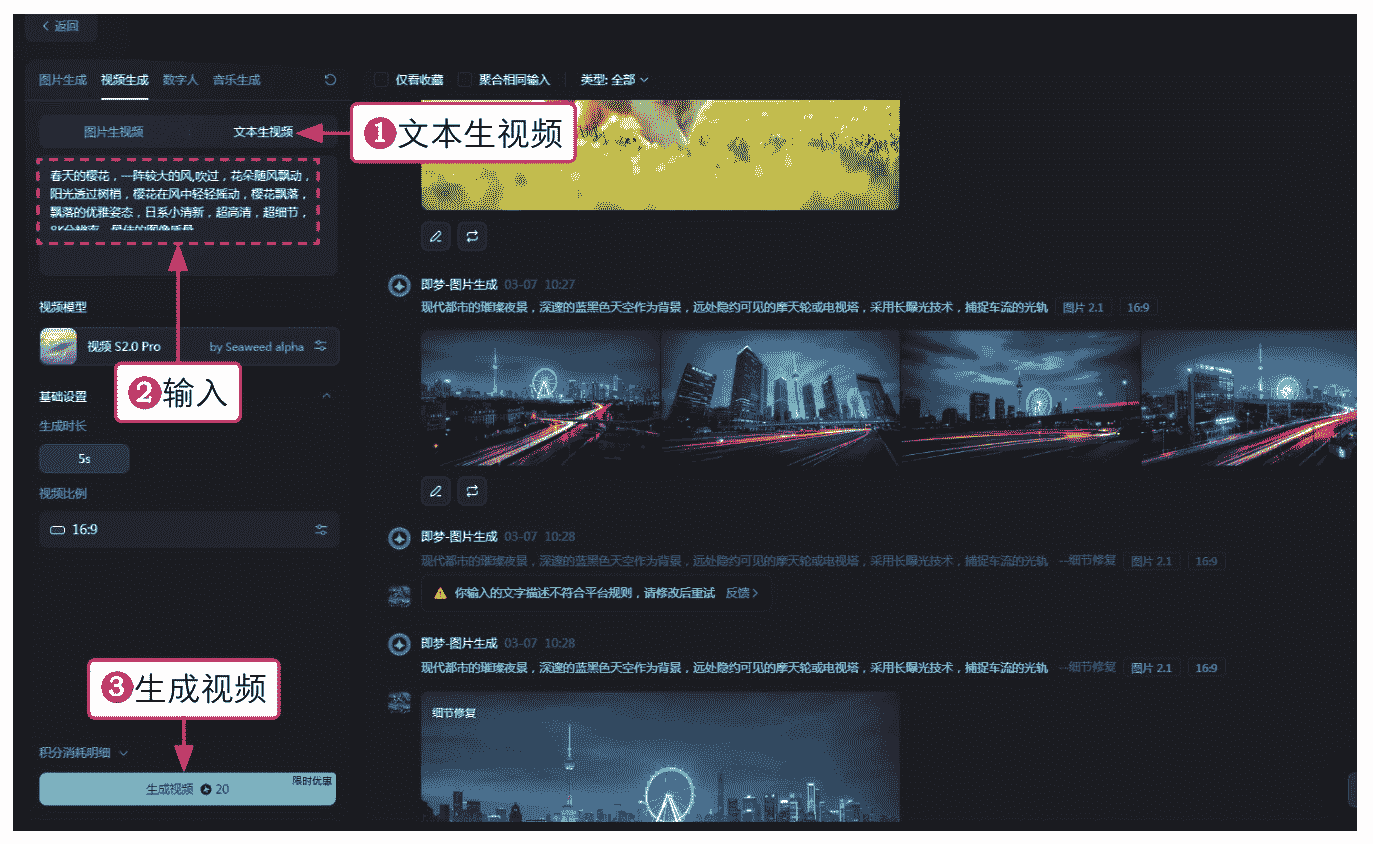 返回
图片生成 视频生成 数字人 音乐生成
仅看收藏 聚合相同输入 类型: 全部
图片生视频 文本生视频
①文本生视频
春天的樱花，一阵较大的风,吹过，花朵随风飘动，
阳光透过树梢，樱花在风中轻轻摇动，樱花飘落，
飘落的优雅姿态，日系小清新，超高清，超细节，
8K分辨率，最佳的图像质量
视频模型
视频 S2.0 Pro by Seaweed alpha
②输入
基础设置
生成时长
5s
视频比例
16:9
③生成视频
积分消耗明细
限时优惠
生成视频 20
即梦-图片生成 03-07 10:27
现代都市的璀璨夜景，深邃的蓝黑色天空作为背景，远处隐约可见的摩天轮或电视塔，采用长曝光技术，捕捉车流的光轨 图片 2.1 16:9
即梦-图片生成 03-07 10:28
现代都市的璀璨夜景，深邃的蓝黑色天空作为背景，远处隐约可见的摩天轮或电视塔，采用长曝光技术，捕捉车流的光轨 --细节修复 图片 2.1 16:9
你输入的文字描述不符合平台规则，请修改后重试 反馈
即梦-图片生成 03-07 10:28
现代都市的璀璨夜景，深邃的蓝黑色天空作为背景，远处隐约可见的摩天轮或电视塔，采用长曝光技术，捕捉车流的光轨 --细节修复 图片 2.1 16:9
细节修复